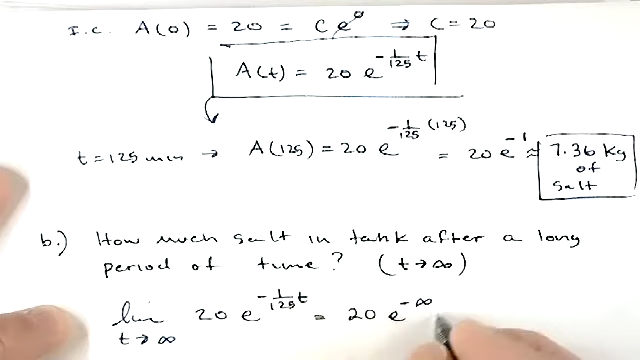 I.C. A(0) = 20 = C e^0 ⇒ C = 20
A(t) = 20 e^{-1/125 t}
t = 125 min → A(125) = 20 e^{-1/125 (125)} = 20 e^{-1} ≈ 7.36 kg of salt
b.) How much salt in tank after a long
period of time? (t → ∞)
lim t → ∞ 20 e^{-1/125 t} = 20 e^{-∞}